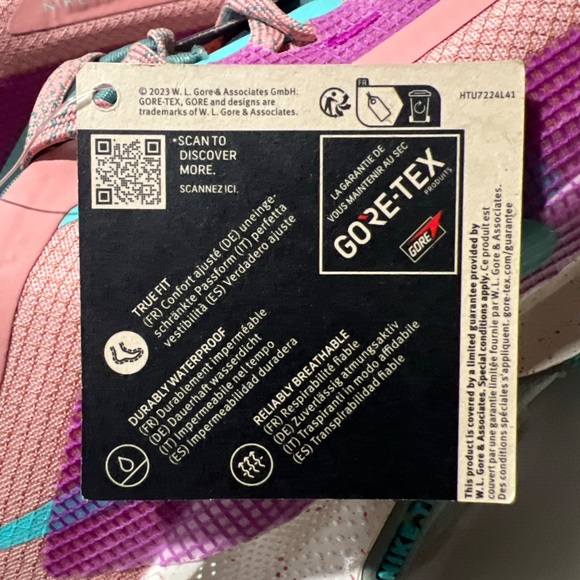 © 2023 W. L. Gore & Associates GmbH.
GORE-TEX, GORE and designs are
trademarks of W. L. Gore & Associates.
FR
HTU7224L41
*SCAN TO
DISCOVER
MORE.
SCANNEZ ICI.
LA GARANTIE DE
VOUS MAINTENIR AU SEC
GORE-TEX
PRODUITS
GORE
TRUE FIT
(FR) Confort ajusté (DE) uneinge-
schränkte Passform (IT) perfetta
vestibilità (ES) Verdadero ajuste
DURABLY WATERPROOF
(FR) Durablement imperméable
(DE) Dauerhaft wasserdicht
(IT) Impermeabile nel tempo
(ES) Impermeabilidad duradera
RELIABLY BREATHABLE
(FR) Respirabilité fiable
(DE) Zuverlässig atmungsaktiv
(IT) Traspiranti in modo affidabile
(ES) Transpirabilidad fiable
This product is covered by a limited guarantee provided by
W. L. Gore & Associates. Special conditions apply. Ce produit est
couvert par une garantie limitée fournie par W. L. Gore & Associates.
Des conditions spéciales s'appliquent. gore-tex.com/guarantee